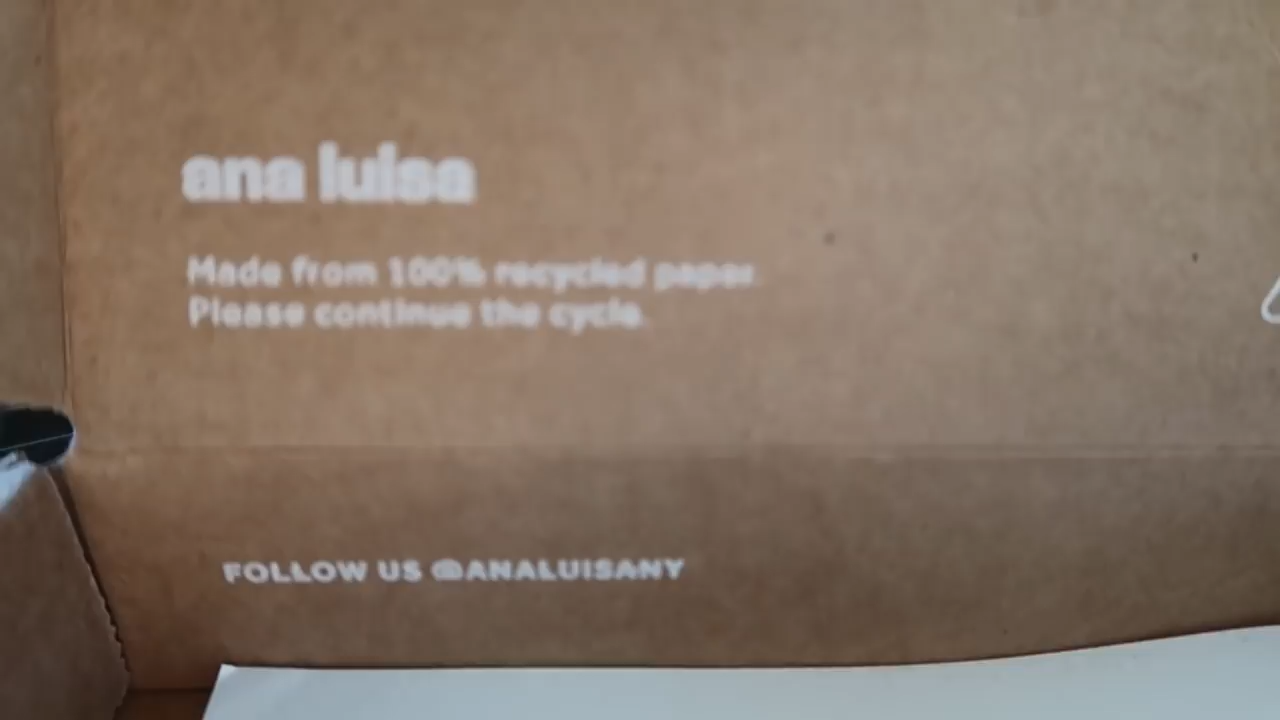 ana luisa
Made from 100% recycled paper.
Please continue the cycle.
FOLLOW US @ANALUISANY